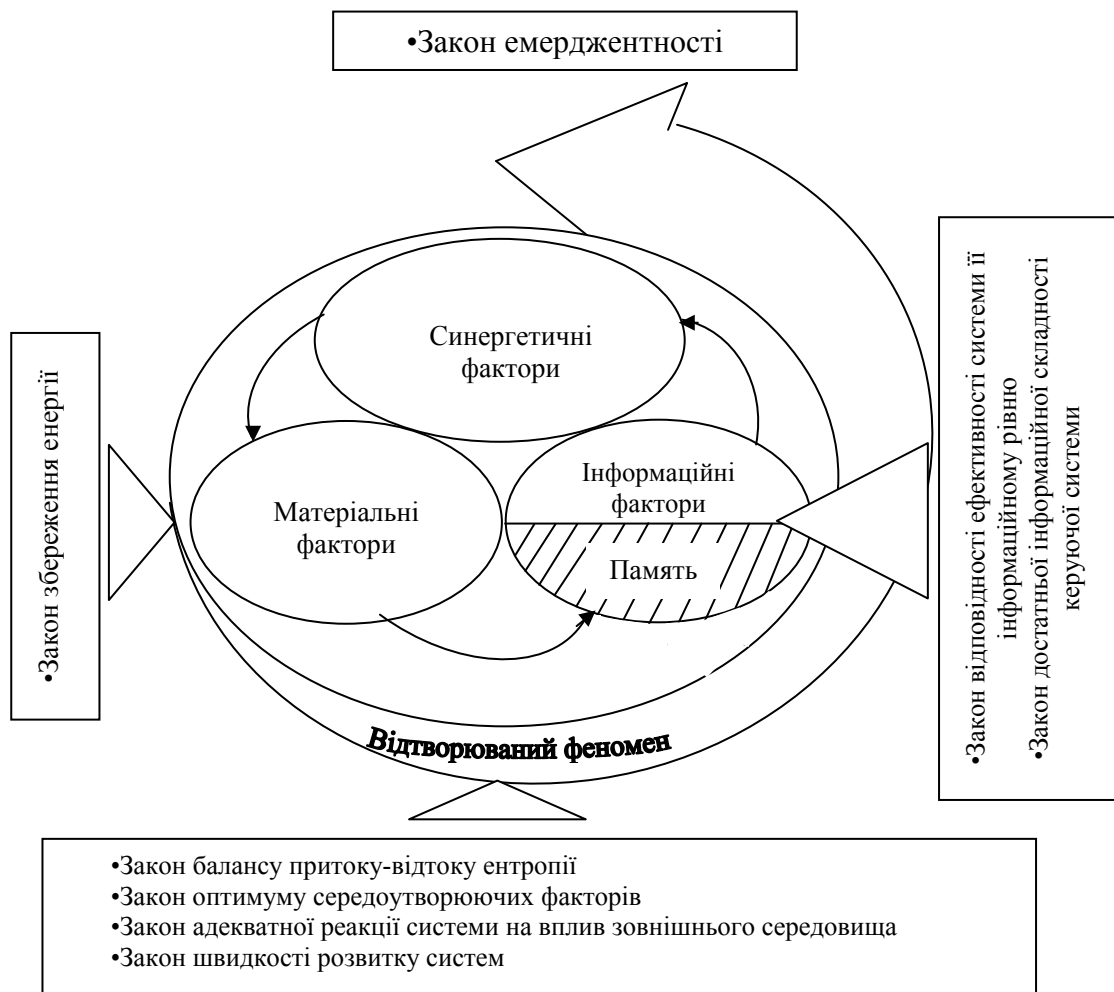 •Закон емерджентності
Синергетичні
фактори
•Закон збереження енергії
Матеріальні
фактори
Інформаційні
фактори
Память
•Закон відповідності ефективності системи її
інформаційному рівню
•Закон достатньої інформаційної складності
керуючої системи
Відтворюваний феномен
•Закон балансу притоку-відтоку ентропії
•Закон оптимуму середоутворюючих факторів
•Закон адекватної реакції системи на вплив зовнішнього середовища
•Закон швидкості розвитку систем